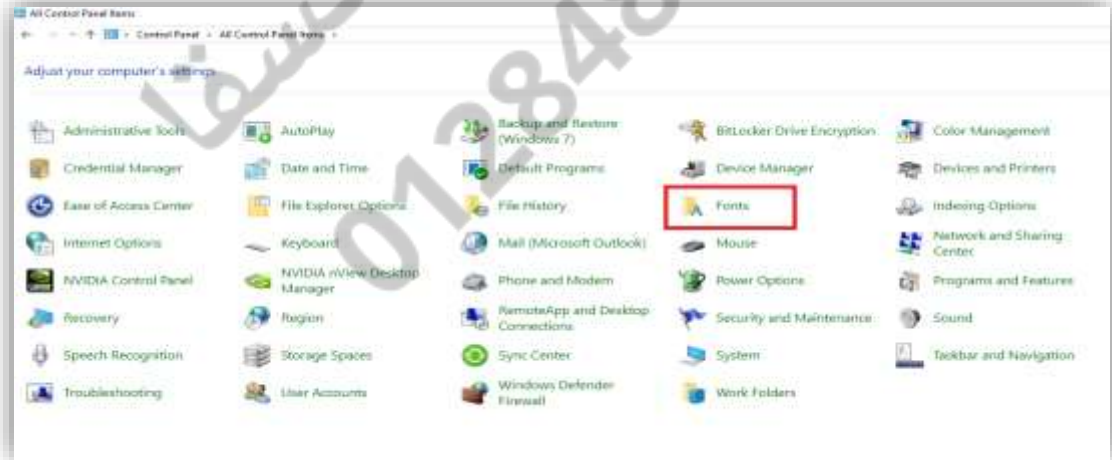 All Control Panel Items
Control Panel > All Control Panel Items >
Adjust your computer's settings
Administrative Tools
AutoPlay
Backup and Restore
(Windows 7)
BitLocker Drive Encryption
Color Management
Credential Manager
Date and Time
Default Programs
Device Manager
Devices and Printers
Ease of Access Center
File Explorer Options
File History
Fonts
Indexing Options
Internet Options
Keyboard
Mail (Microsoft Outlook)
Mouse
Network and Sharing
Center
NVIDIA Control Panel
NVIDIA nView Desktop
Manager
Phone and Modem
Power Options
Programs and Features
Recovery
Region
RemoteApp and Desktop
Connections
Security and Maintenance
Sound
Speech Recognition
Storage Spaces
Sync Center
System
Taskbar and Navigation
Troubleshooting
User Accounts
Windows Defender
Firewall
Work Folders
01284